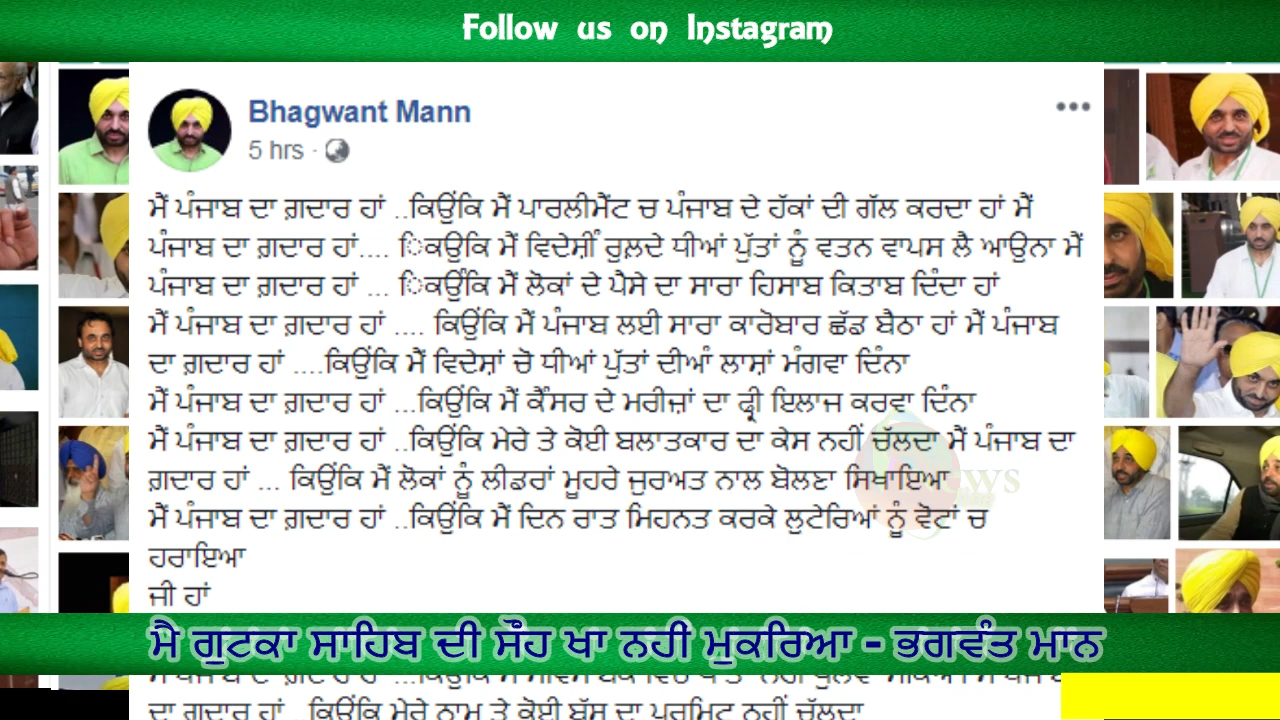 Follow us on Instagram
Bhagwant Mann
5 hrs ·
ਮੈਂ ਪੰਜਾਬ ਦਾ ਗ਼ਦਾਰ ਹਾਂ ..ਕਿਉਂਕਿ ਮੈਂ ਪਾਰਲੀਮੈਂਟ ਚ ਪੰਜਾਬ ਦੇ ਹੱਕਾਂ ਦੀ ਗੱਲ ਕਰਦਾ ਹਾਂ ਮੈਂ
ਪੰਜਾਬ ਦਾ ਗ਼ਦਾਰ ਹਾਂ.... ਿਕਉਂਕਿ ਮੈਂ ਵਿਦੇਸ਼ੀਂ ਰੁਲ਼ਦੇ ਧੀਆਂ ਪੁੱਤਾਂ ਨੂੰ ਵਤਨ ਵਾਪਸ ਲੈ ਆਉਨਾ ਮੈਂ
ਪੰਜਾਬ ਦਾ ਗ਼ਦਾਰ ਹਾਂ ... ਿਕਉਂਕਿ ਮੈਂ ਲੋਕਾਂ ਦੇ ਪੈਸੇ ਦਾ ਸਾਰਾ ਹਿਸਾਬ ਕਿਤਾਬ ਦਿੰਦਾ ਹਾਂ
ਮੈਂ ਪੰਜਾਬ ਦਾ ਗ਼ਦਾਰ ਹਾਂ .... ਕਿਉਂਕਿ ਮੈਂ ਪੰਜਾਬ ਲਈ ਸਾਰਾ ਕਾਰੋਬਾਰ ਛੱਡ ਬੈਠਾ ਹਾਂ ਮੈਂ ਪੰਜਾਬ
ਦਾ ਗ਼ਦਾਰ ਹਾਂ ....ਕਿਉਂਕਿ ਮੈਂ ਵਿਦੇਸ਼ਾਂ ਚੋਂ ਧੀਆਂ ਪੁੱਤਾਂ ਦੀਆਂ ਲਾਸ਼ਾਂ ਮੰਗਵਾ ਦਿੰਨਾ
ਮੈਂ ਪੰਜਾਬ ਦਾ ਗ਼ਦਾਰ ਹਾਂ ...ਕਿਉਂਕਿ ਮੈਂ ਕੈਂਸਰ ਦੇ ਮਰੀਜ਼ਾਂ ਦਾ ਫ੍ਰੀ ਇਲਾਜ ਕਰਵਾ ਦਿੰਨਾ
ਮੈਂ ਪੰਜਾਬ ਦਾ ਗ਼ਦਾਰ ਹਾਂ ..ਕਿਉਂਕਿ ਮੇਰੇ ਤੇ ਕੋਈ ਬਲਾਤਕਾਰ ਦਾ ਕੇਸ ਨਹੀਂ ਚੱਲਦਾ ਮੈਂ ਪੰਜਾਬ ਦਾ
ਗ਼ਦਾਰ ਹਾਂ ... ਕਿਉਂਕਿ ਮੈਂ ਲੋਕਾਂ ਨੂੰ ਲੀਡਰਾਂ ਮੂਹਰੇ ਜੁਰਅਤ ਨਾਲ ਬੋਲਣਾ ਸਿਖਾਇਆ
ਮੈਂ ਪੰਜਾਬ ਦਾ ਗ਼ਦਾਰ ਹਾਂ ..ਕਿਉਂਕਿ ਮੈਂ ਦਿਨ ਰਾਤ ਮਿਹਨਤ ਕਰਕੇ ਲੁਟੇਰਿਆਂ ਨੂੰ ਵੋਟਾਂ ਚ
ਹਰਾਇਆ
ਜੀ ਹਾਂ
ਮੈ ਗੁਟਕਾ ਸਾਹਿਬ ਦੀ ਸੌਂਹ ਖਾ ਨਹੀ ਮੁਕਰਿਆ - ਭਗਵੰਤ ਮਾਨ
ਦਾ ਗ਼ਦਾਰ ਹਾਂ ..ਕਿਉਂਕਿ ਮੇਰੇ ਨਾਮ ਤੇ ਕੋਈ ਬੱਸ ਦਾ ਪਰਮਿਟ ਨਹੀਂ ਚੱਲਦਾ